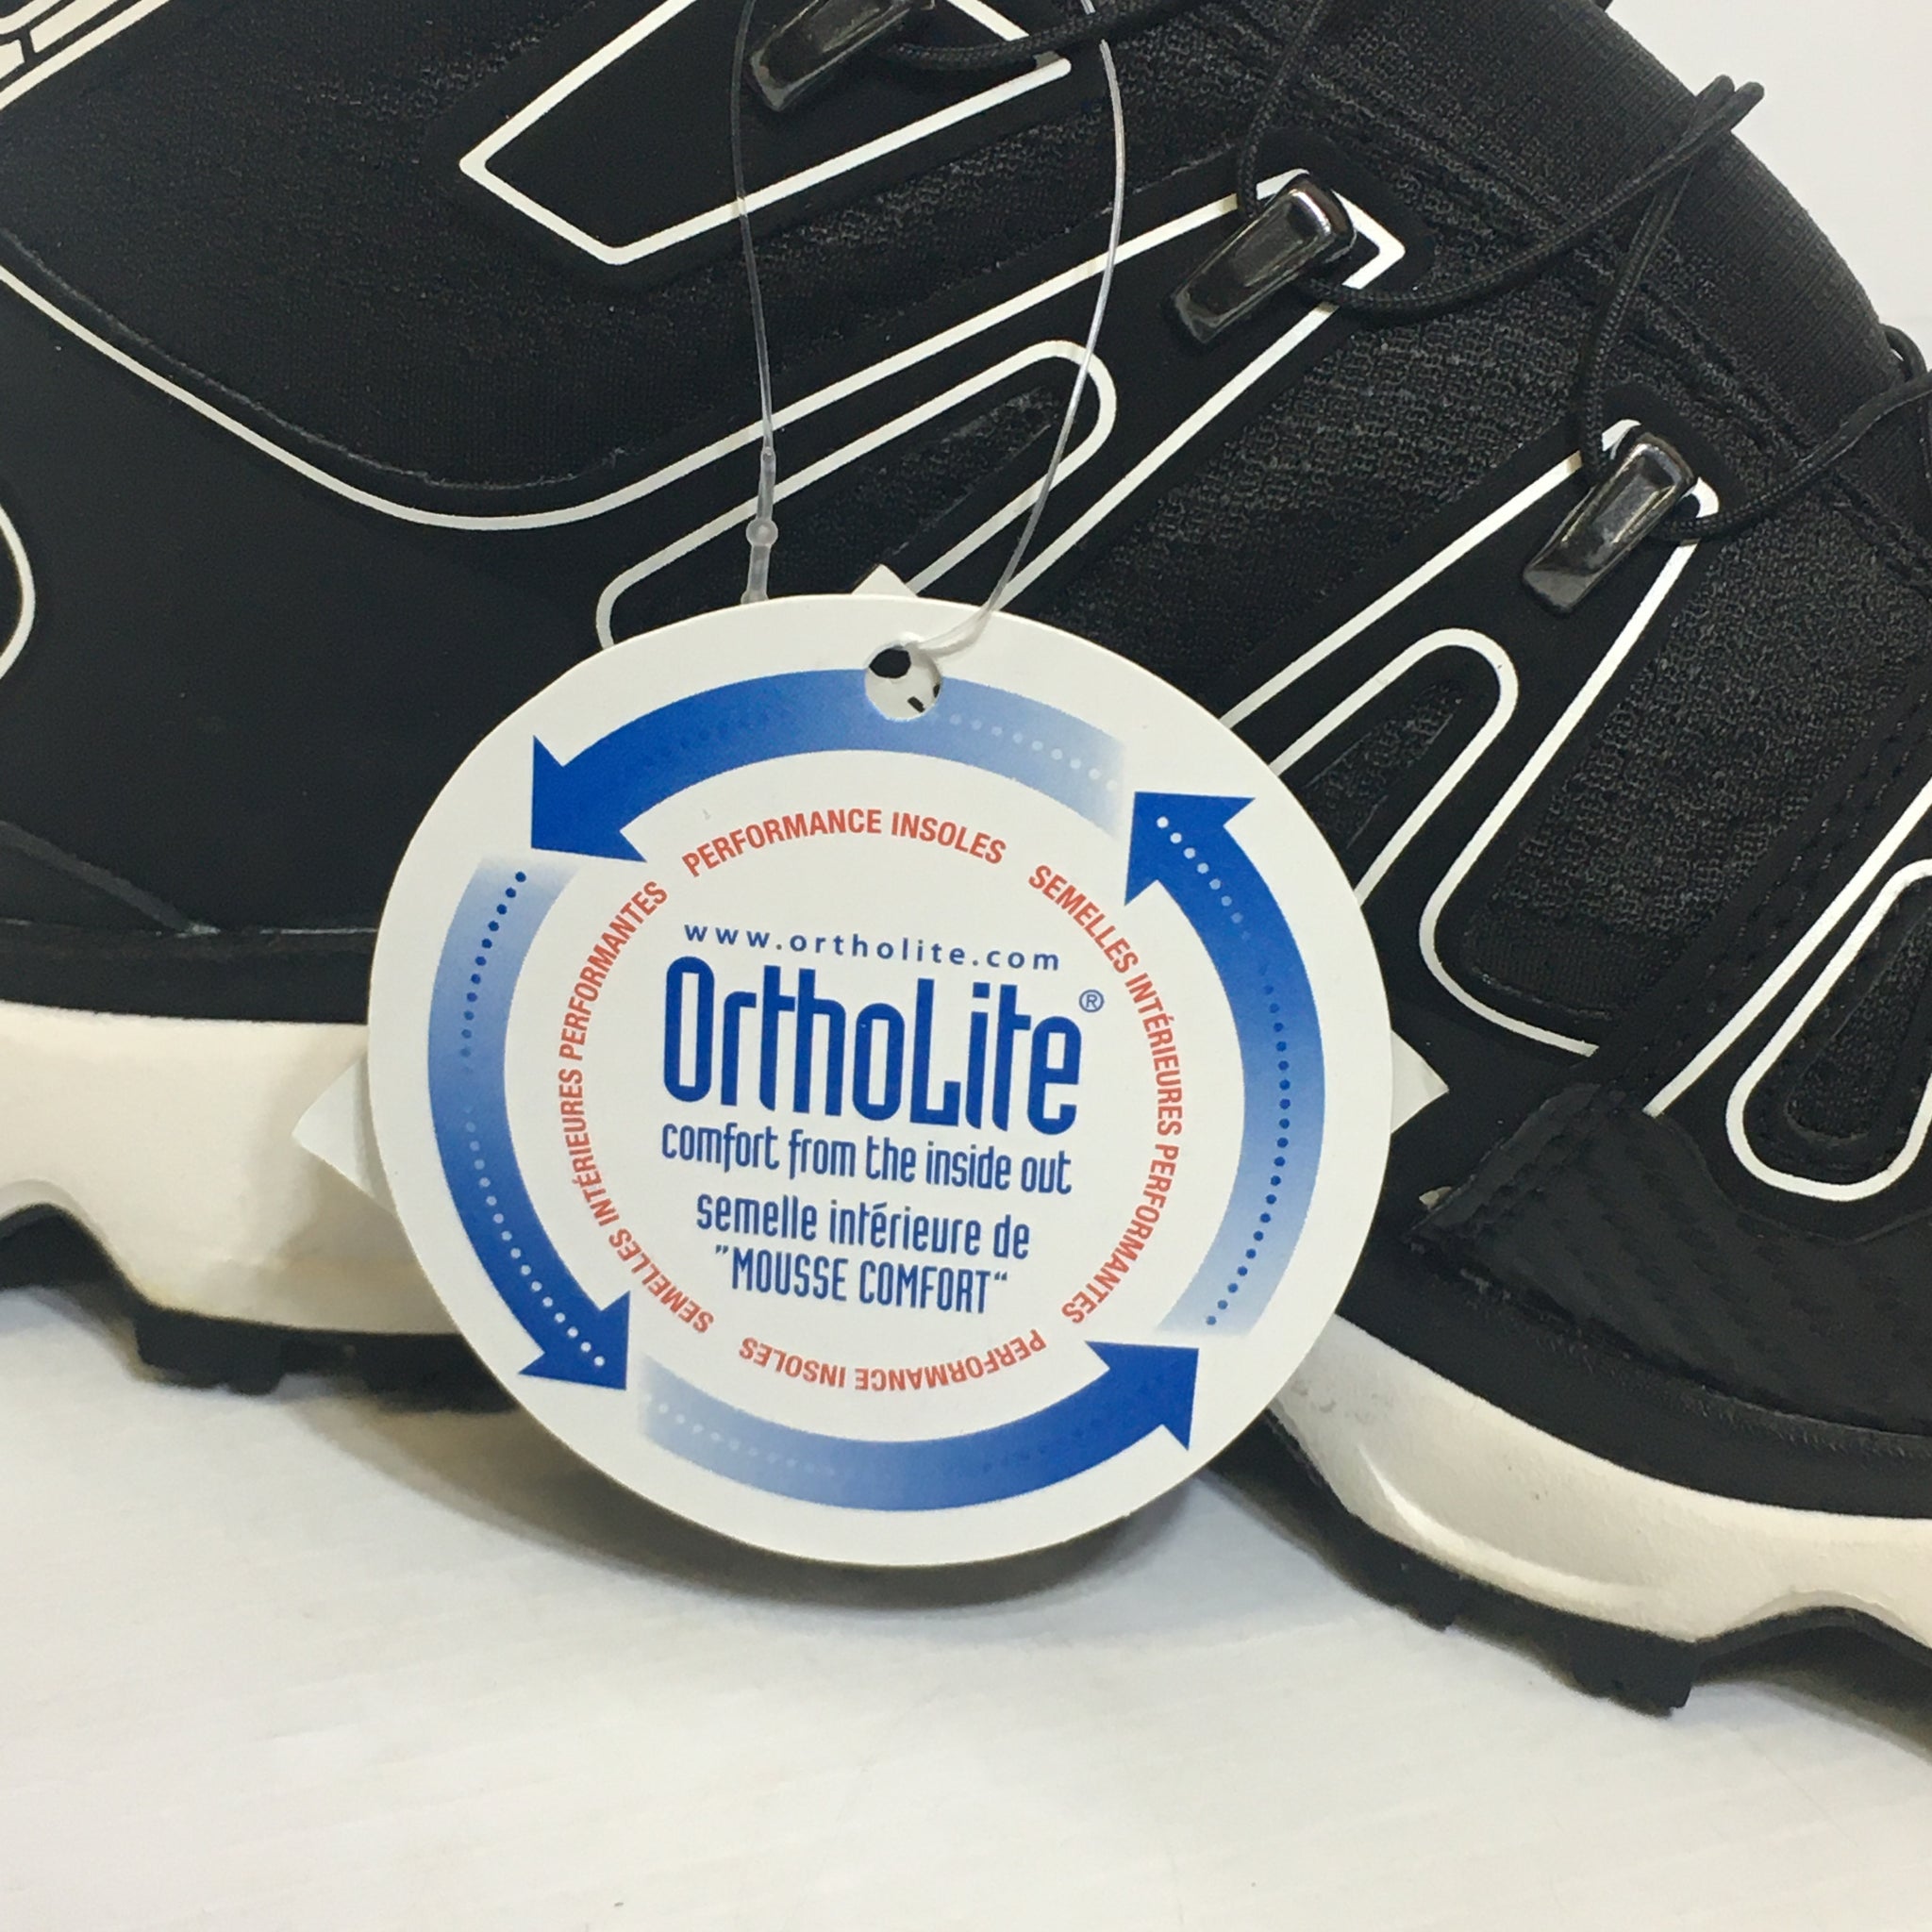 PERFORMANCE INSOLES
SEMELLES INTÉRIEURES PERFORMANTES
PERFORMANCE INSOLES
SEMELLES INTÉRIEURES PERFORMANTES
www.ortholite.com
OrthoLite®
comfort from the inside out
semelle intérieure de
"MOUSSE COMFORT"